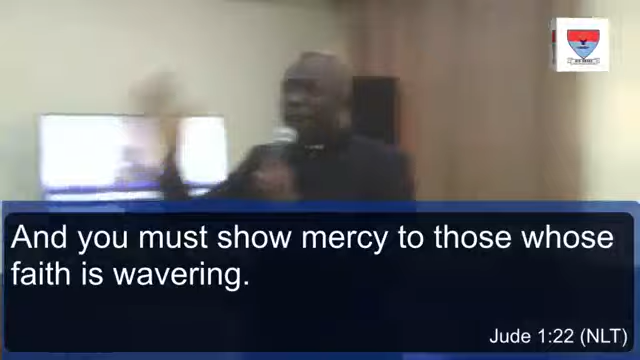 And you must show mercy to those whose
faith is wavering.
Jude 1:22 (NLT)